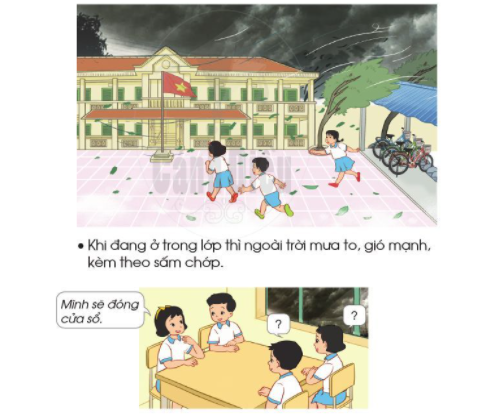 • Khi đang ở trong lớp thì ngoài trời mưa to, gió mạnh,
kèm theo sấm chớp.
Mình sẽ đóng
cửa sổ.
?
?